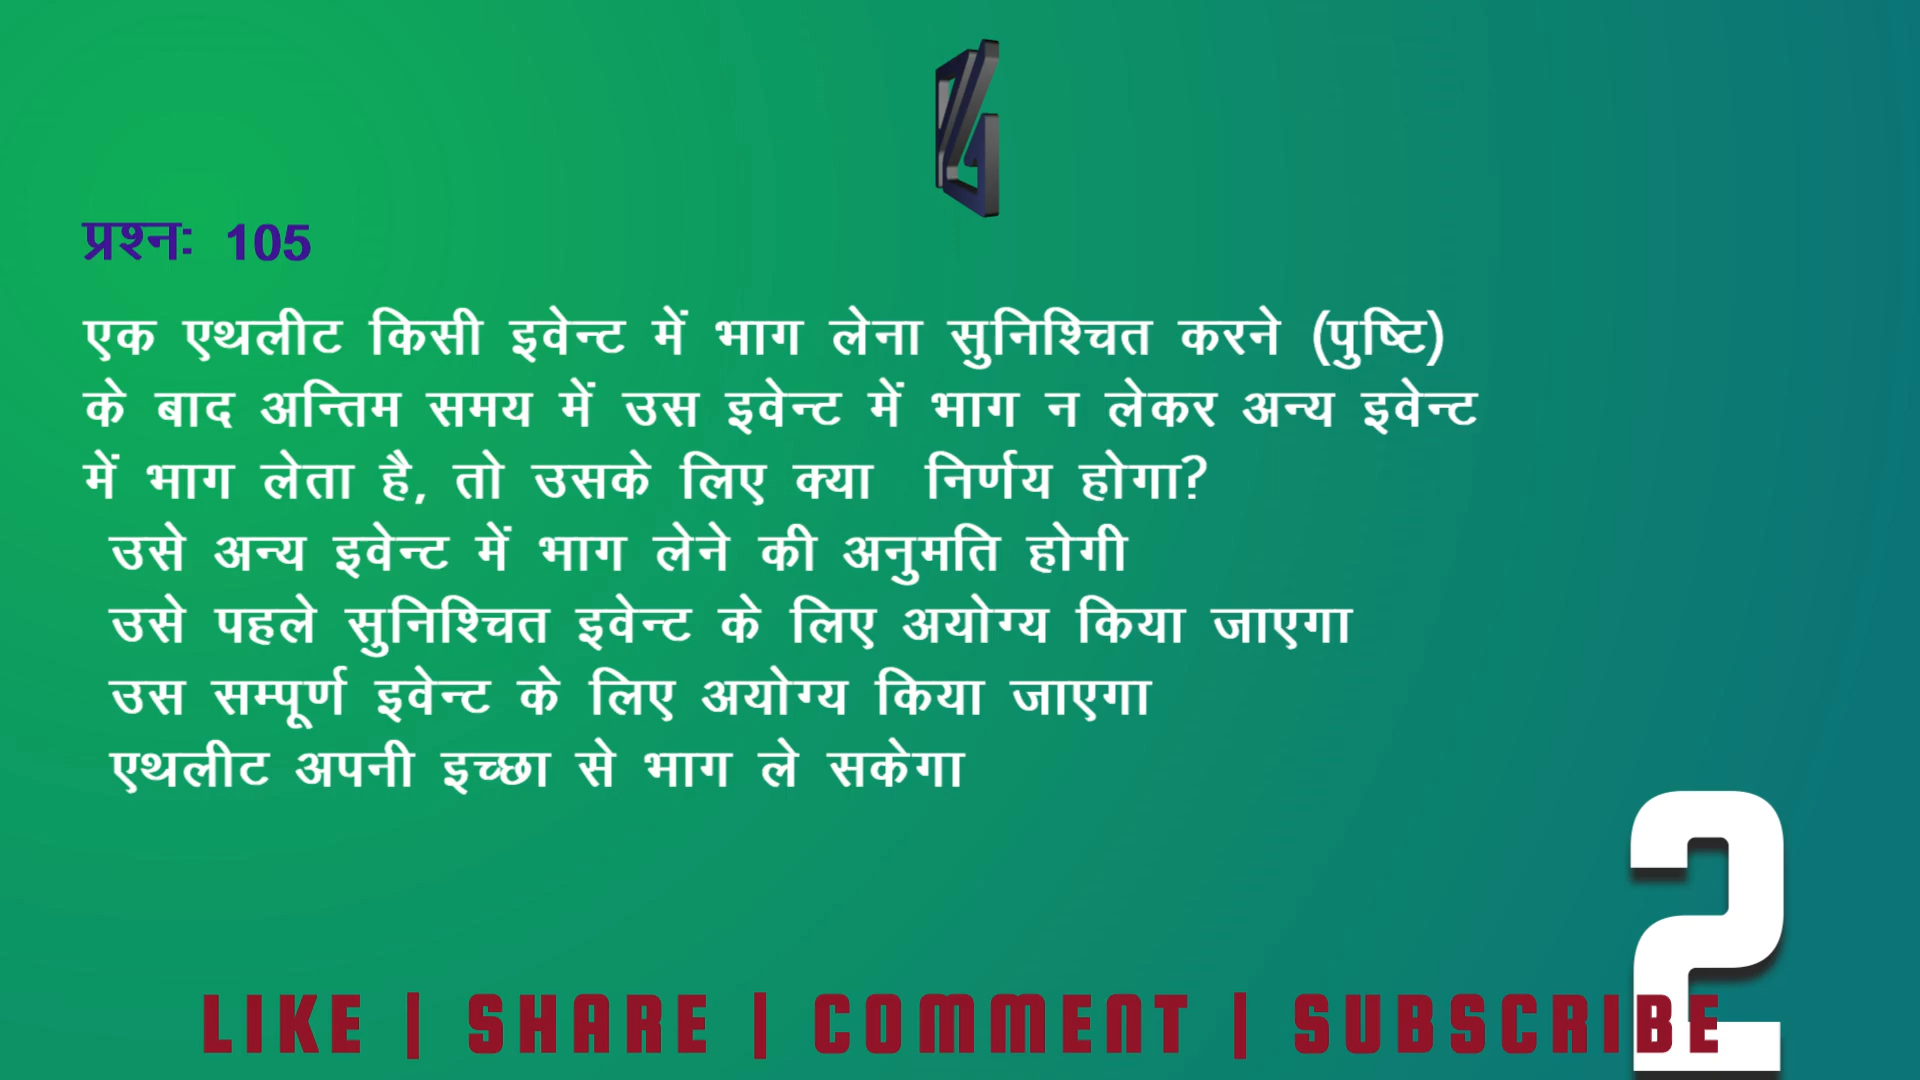 प्रश्नः 105
एक एथलीट किसी इवेन्ट में भाग लेना सुनिश्चित करने (पुष्टि)
के बाद अन्तिम समय में उस इवेन्ट में भाग न लेकर अन्य इवेन्ट
में भाग लेता है, तो उसके लिए क्या निर्णय होगा?
उसे अन्य इवेन्ट में भाग लेने की अनुमति होगी
उसे पहले सुनिश्चित इवेन्ट के लिए अयोग्य किया जाएगा
उस सम्पूर्ण इवेन्ट के लिए अयोग्य किया जाएगा
एथलीट अपनी इच्छा से भाग ले सकेगा
2
LIKE | SHARE | COMMENT | SUBSCRIBE